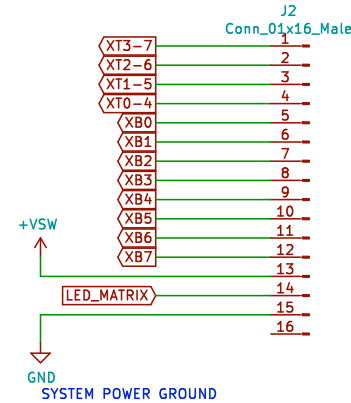 J2
Conn_01x16_Male
XT3-7 1
XT2-6 2
XT1-5 3
XT0-4 4
XB0 5
XB1 6
XB2 7
XB3 8
XB4 9
XB5 10
XB6 11
XB7 12
+VSW
13
LED_MATRIX 14
15
16
GND
SYSTEM POWER GROUND